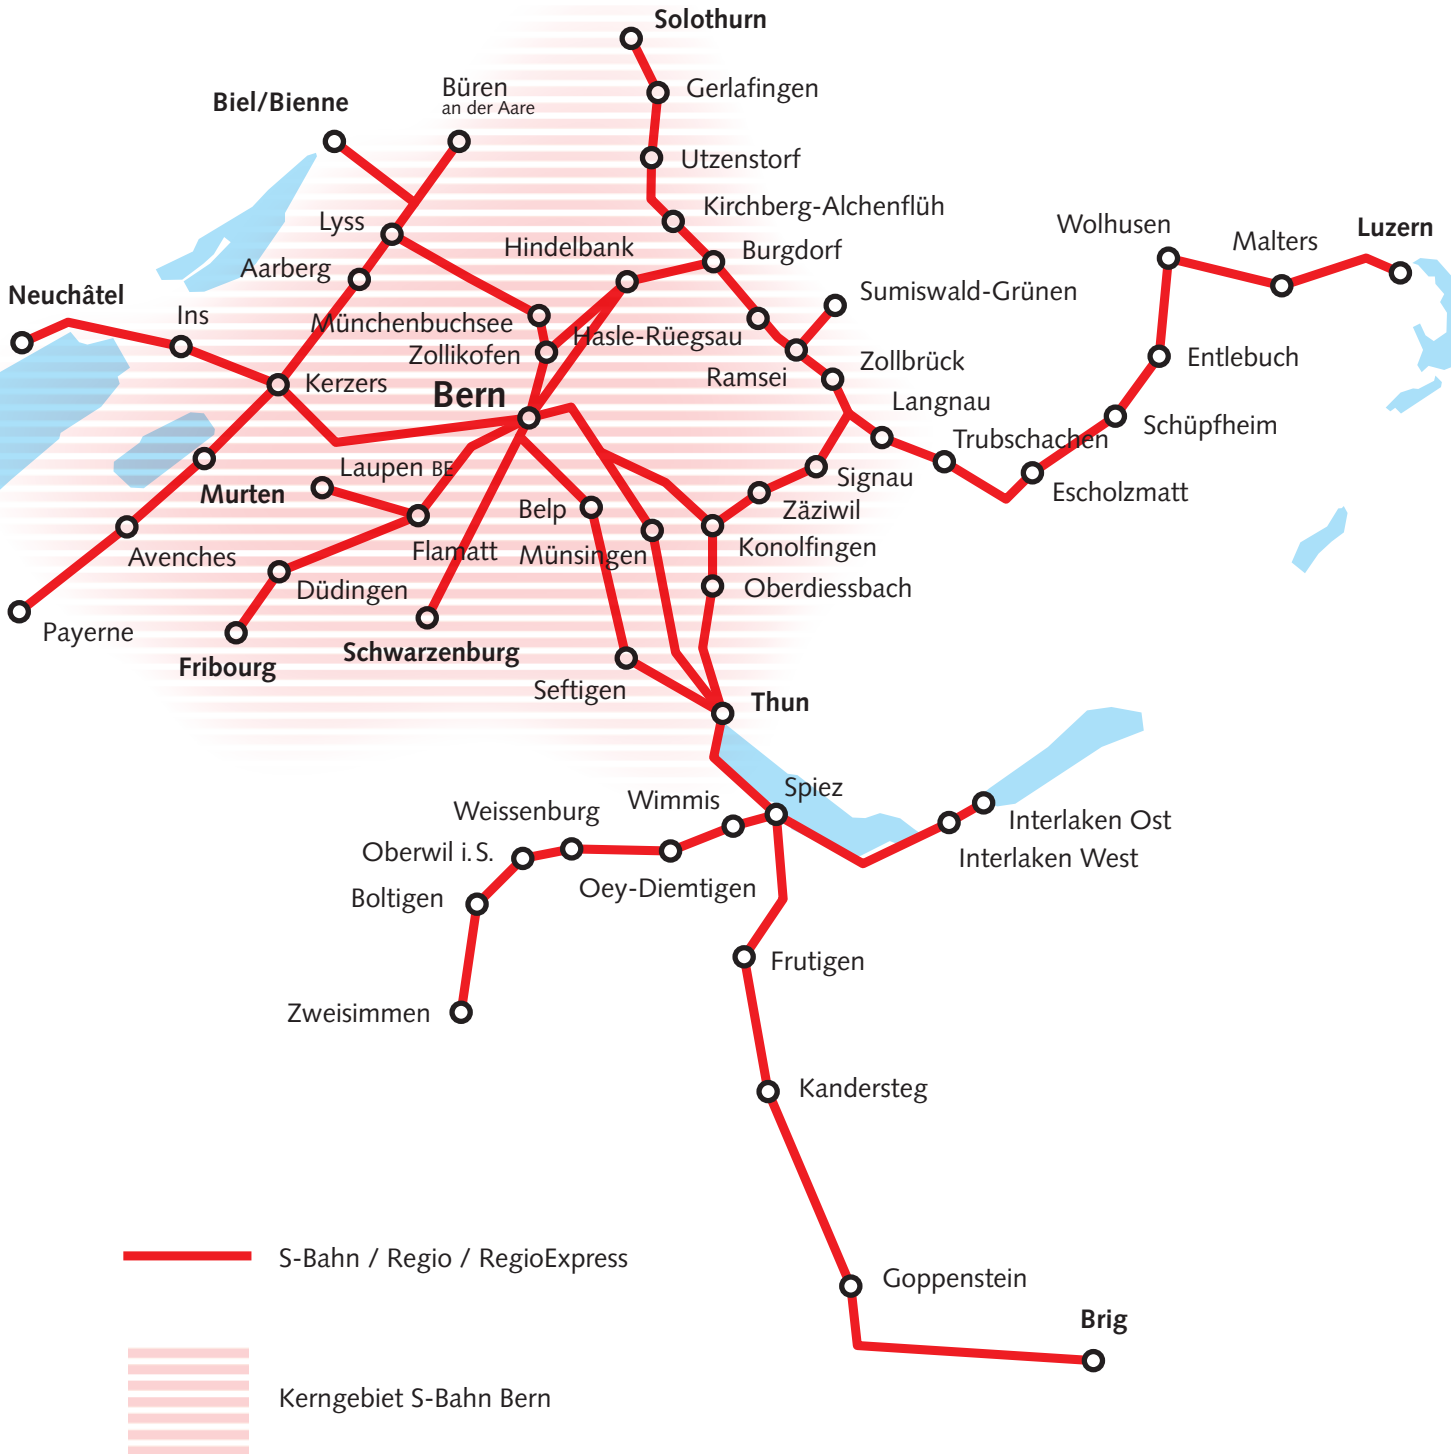 Solothurn
Gerlafingen
Biel/Bienne
Büren
an der Aare
Utzenstorf
Kirchberg-Alchenflüh
Lyss
Wolhusen
Luzern
Malters
Hindelbank
Burgdorf
Aarberg
Neuchâtel
Sumiswald-Grünen
Ins
Münchenbuchsee
Hasle-Rüegsau
Zollikofen
Zollbrück
Entlebuch
Ramsei
Kerzers
Bern
Langnau
Schüpfheim
Trubschachen
Laupen BE
Signau
Murten
Escholzmatt
Belp
Zäziwil
Konolfingen
Flamatt
Münsingen
Avenches
Düdingen
Oberdiessbach
Payerne
Schwarzenburg
Fribourg
Seftigen
Thun
Spiez
Wimmis
Weissenburg
Interlaken Ost
Oberwil i.S.
Interlaken West
Oey-Diemtigen
Boltigen
Frutigen
Zweisimmen
Kandersteg
S-Bahn / Regio / RegioExpress
Goppenstein
Brig
Kerngebiet S-Bahn Bern